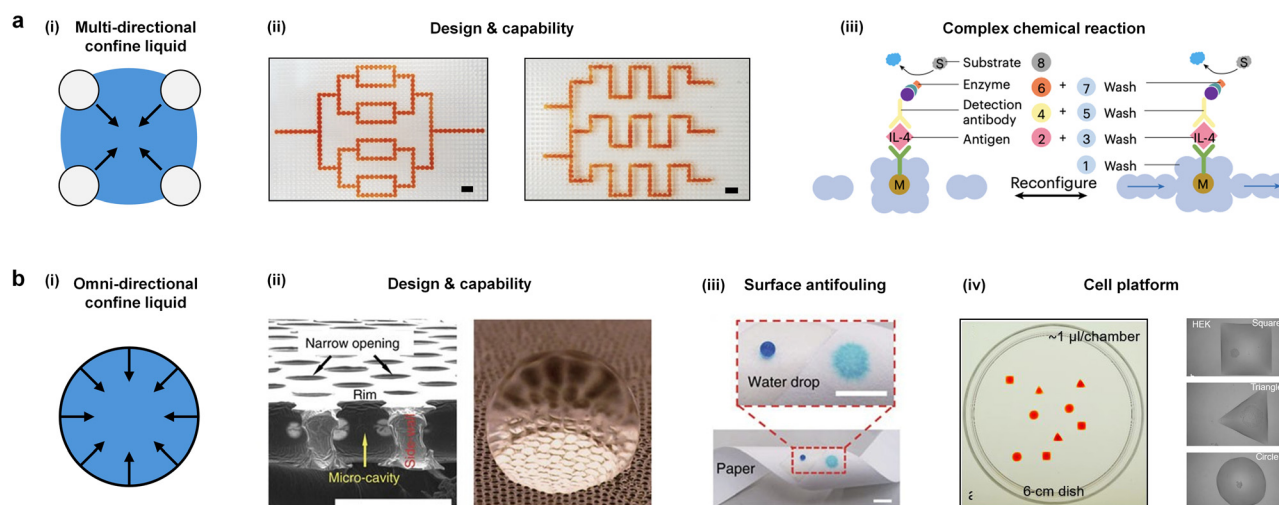 a
(i)
Multi-directional
confine liquid
(ii)
Design & capability
(iii)
Complex chemical reaction
S
Substrate
8
S
Enzyme
6 + 7 Wash
Detection
antibody
4 + 5 Wash
IL-4
Antigen
2 + 3 Wash
IL-4
1 Wash
M
Reconfigure
M
b
(i)
Omni-directional
confine liquid
(ii)
Design & capability
Narrow opening
Rim
Side-wall
Micro-cavity
(iii)
Surface antifouling
Water drop
Paper
(iv)
Cell platform
~1 µl/chamber
6-cm dish
HEK
Square
Triangle
Circle